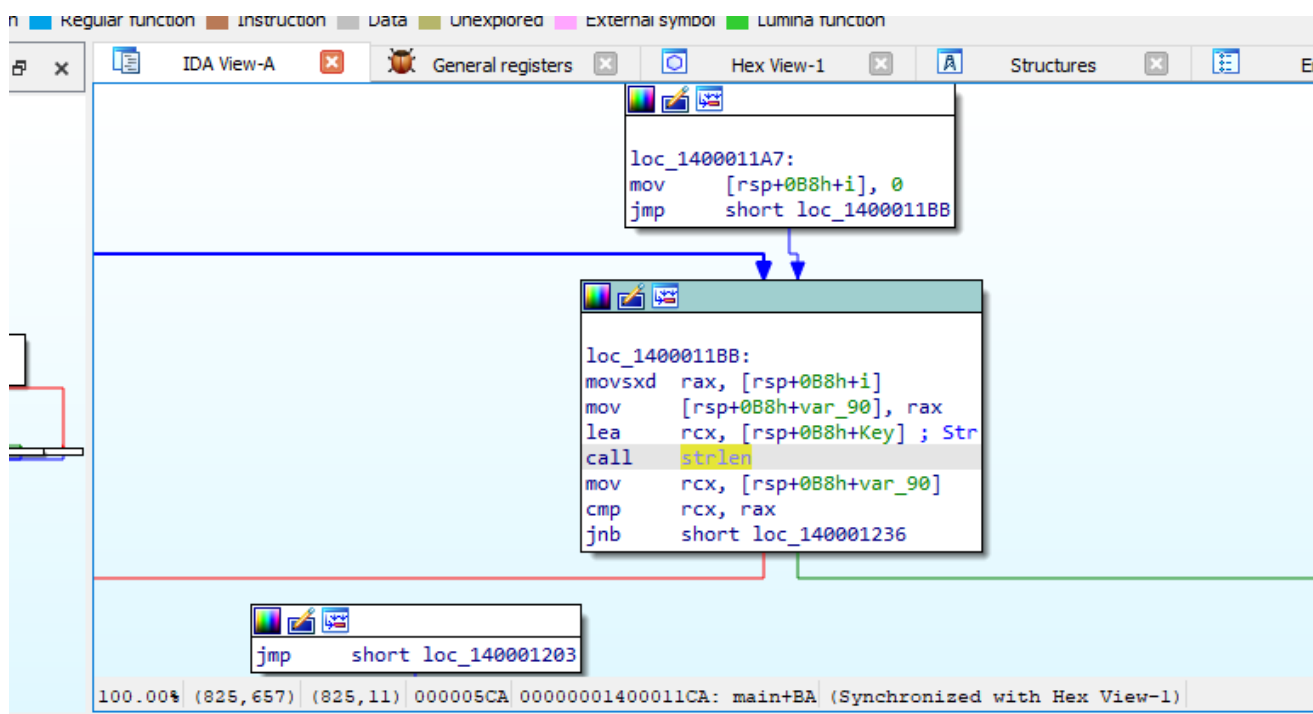 Regular function Instruction Data Unexplored External symbol Lumina function
IDA View-A General registers Hex View-1 Structures
loc_1400011A7:
mov [rsp+0B8h+i], 0
jmp short loc_1400011BB
loc_1400011BB:
movsxd rax, [rsp+0B8h+i]
mov [rsp+0B8h+var_90], rax
lea rcx, [rsp+0B8h+Key] ; Str
call strlen
mov rcx, [rsp+0B8h+var_90]
cmp rcx, rax
jnb short loc_140001236
jmp short loc_140001203
100.00% (825,657) (825,11) 000005CA 00000001400011CA: main+BA (Synchronized with Hex View-1)